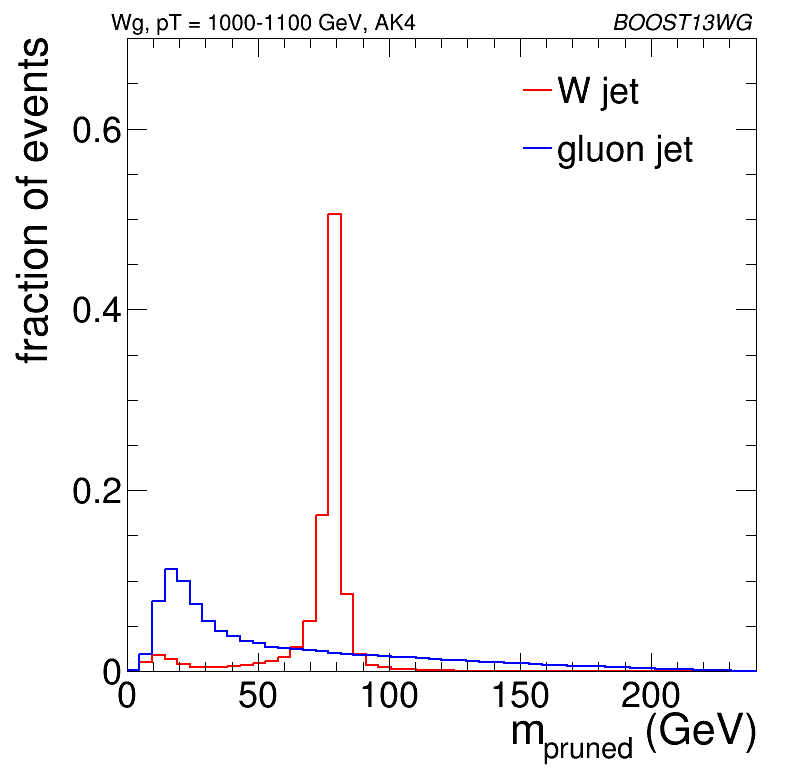 Wg, pT = 1000-1100 GeV, AK4
BOOST13WG
fraction of events
W jet
gluon jet
0.6
0.4
0.2
0
0 50 100 150 200
m_pruned (GeV)